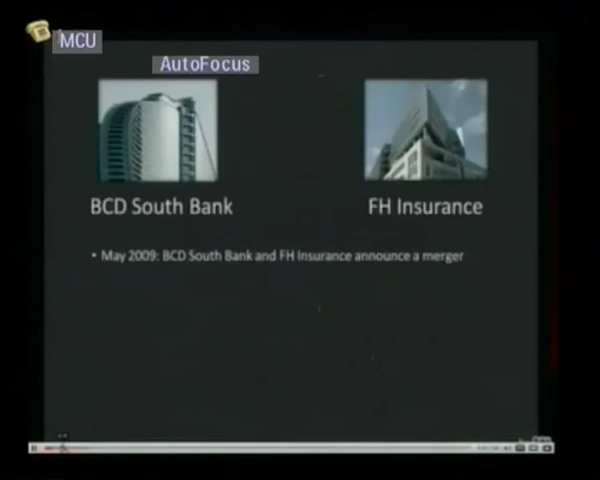 MCU
AutoFocus
BCD South Bank
FH Insurance
• May 2009: BCD South Bank and FH Insurance announce a merger